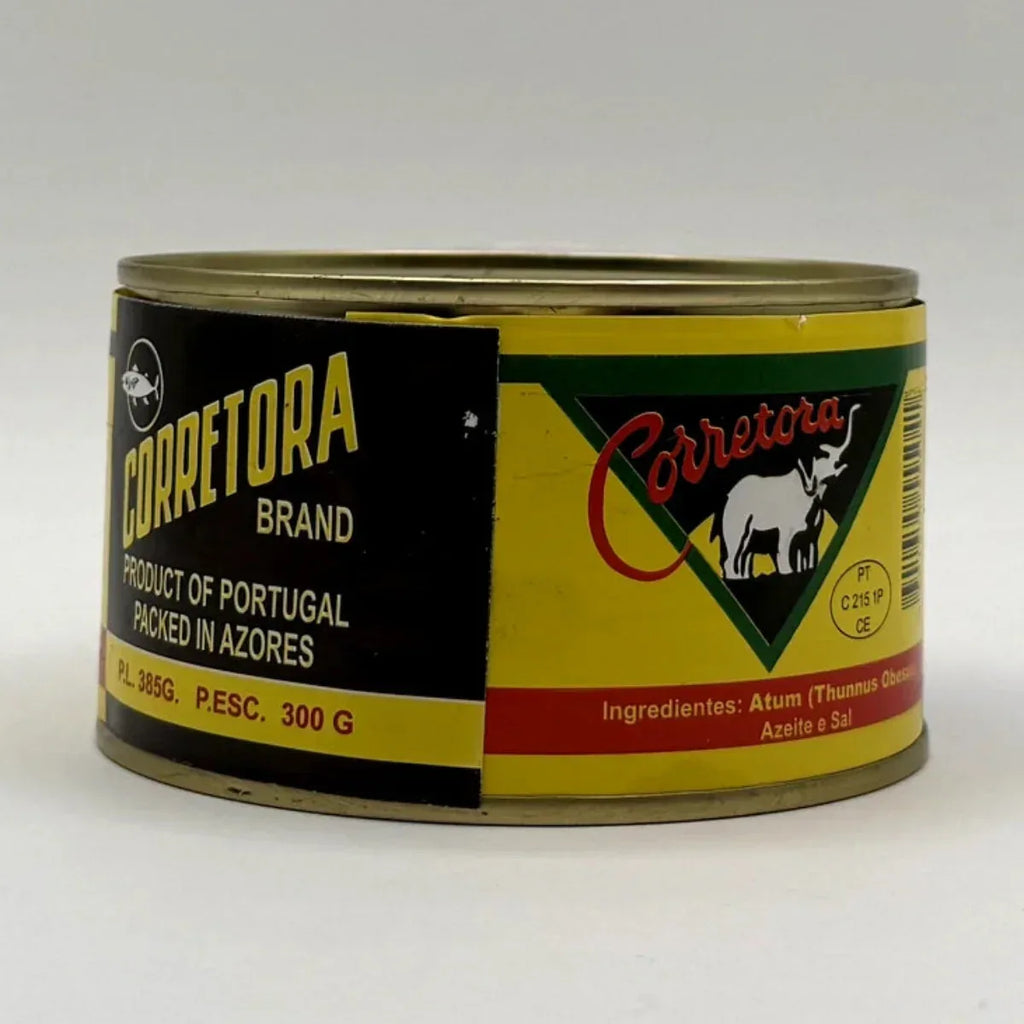 CORRETORA
BRAND
PRODUCT OF PORTUGAL
PACKED IN AZORES
P.L. 385G. P.ESC. 300 G
Corretora
PT
C 215 1P
CE
Ingredientes: Atum (Thunnus
Azeite e Sal